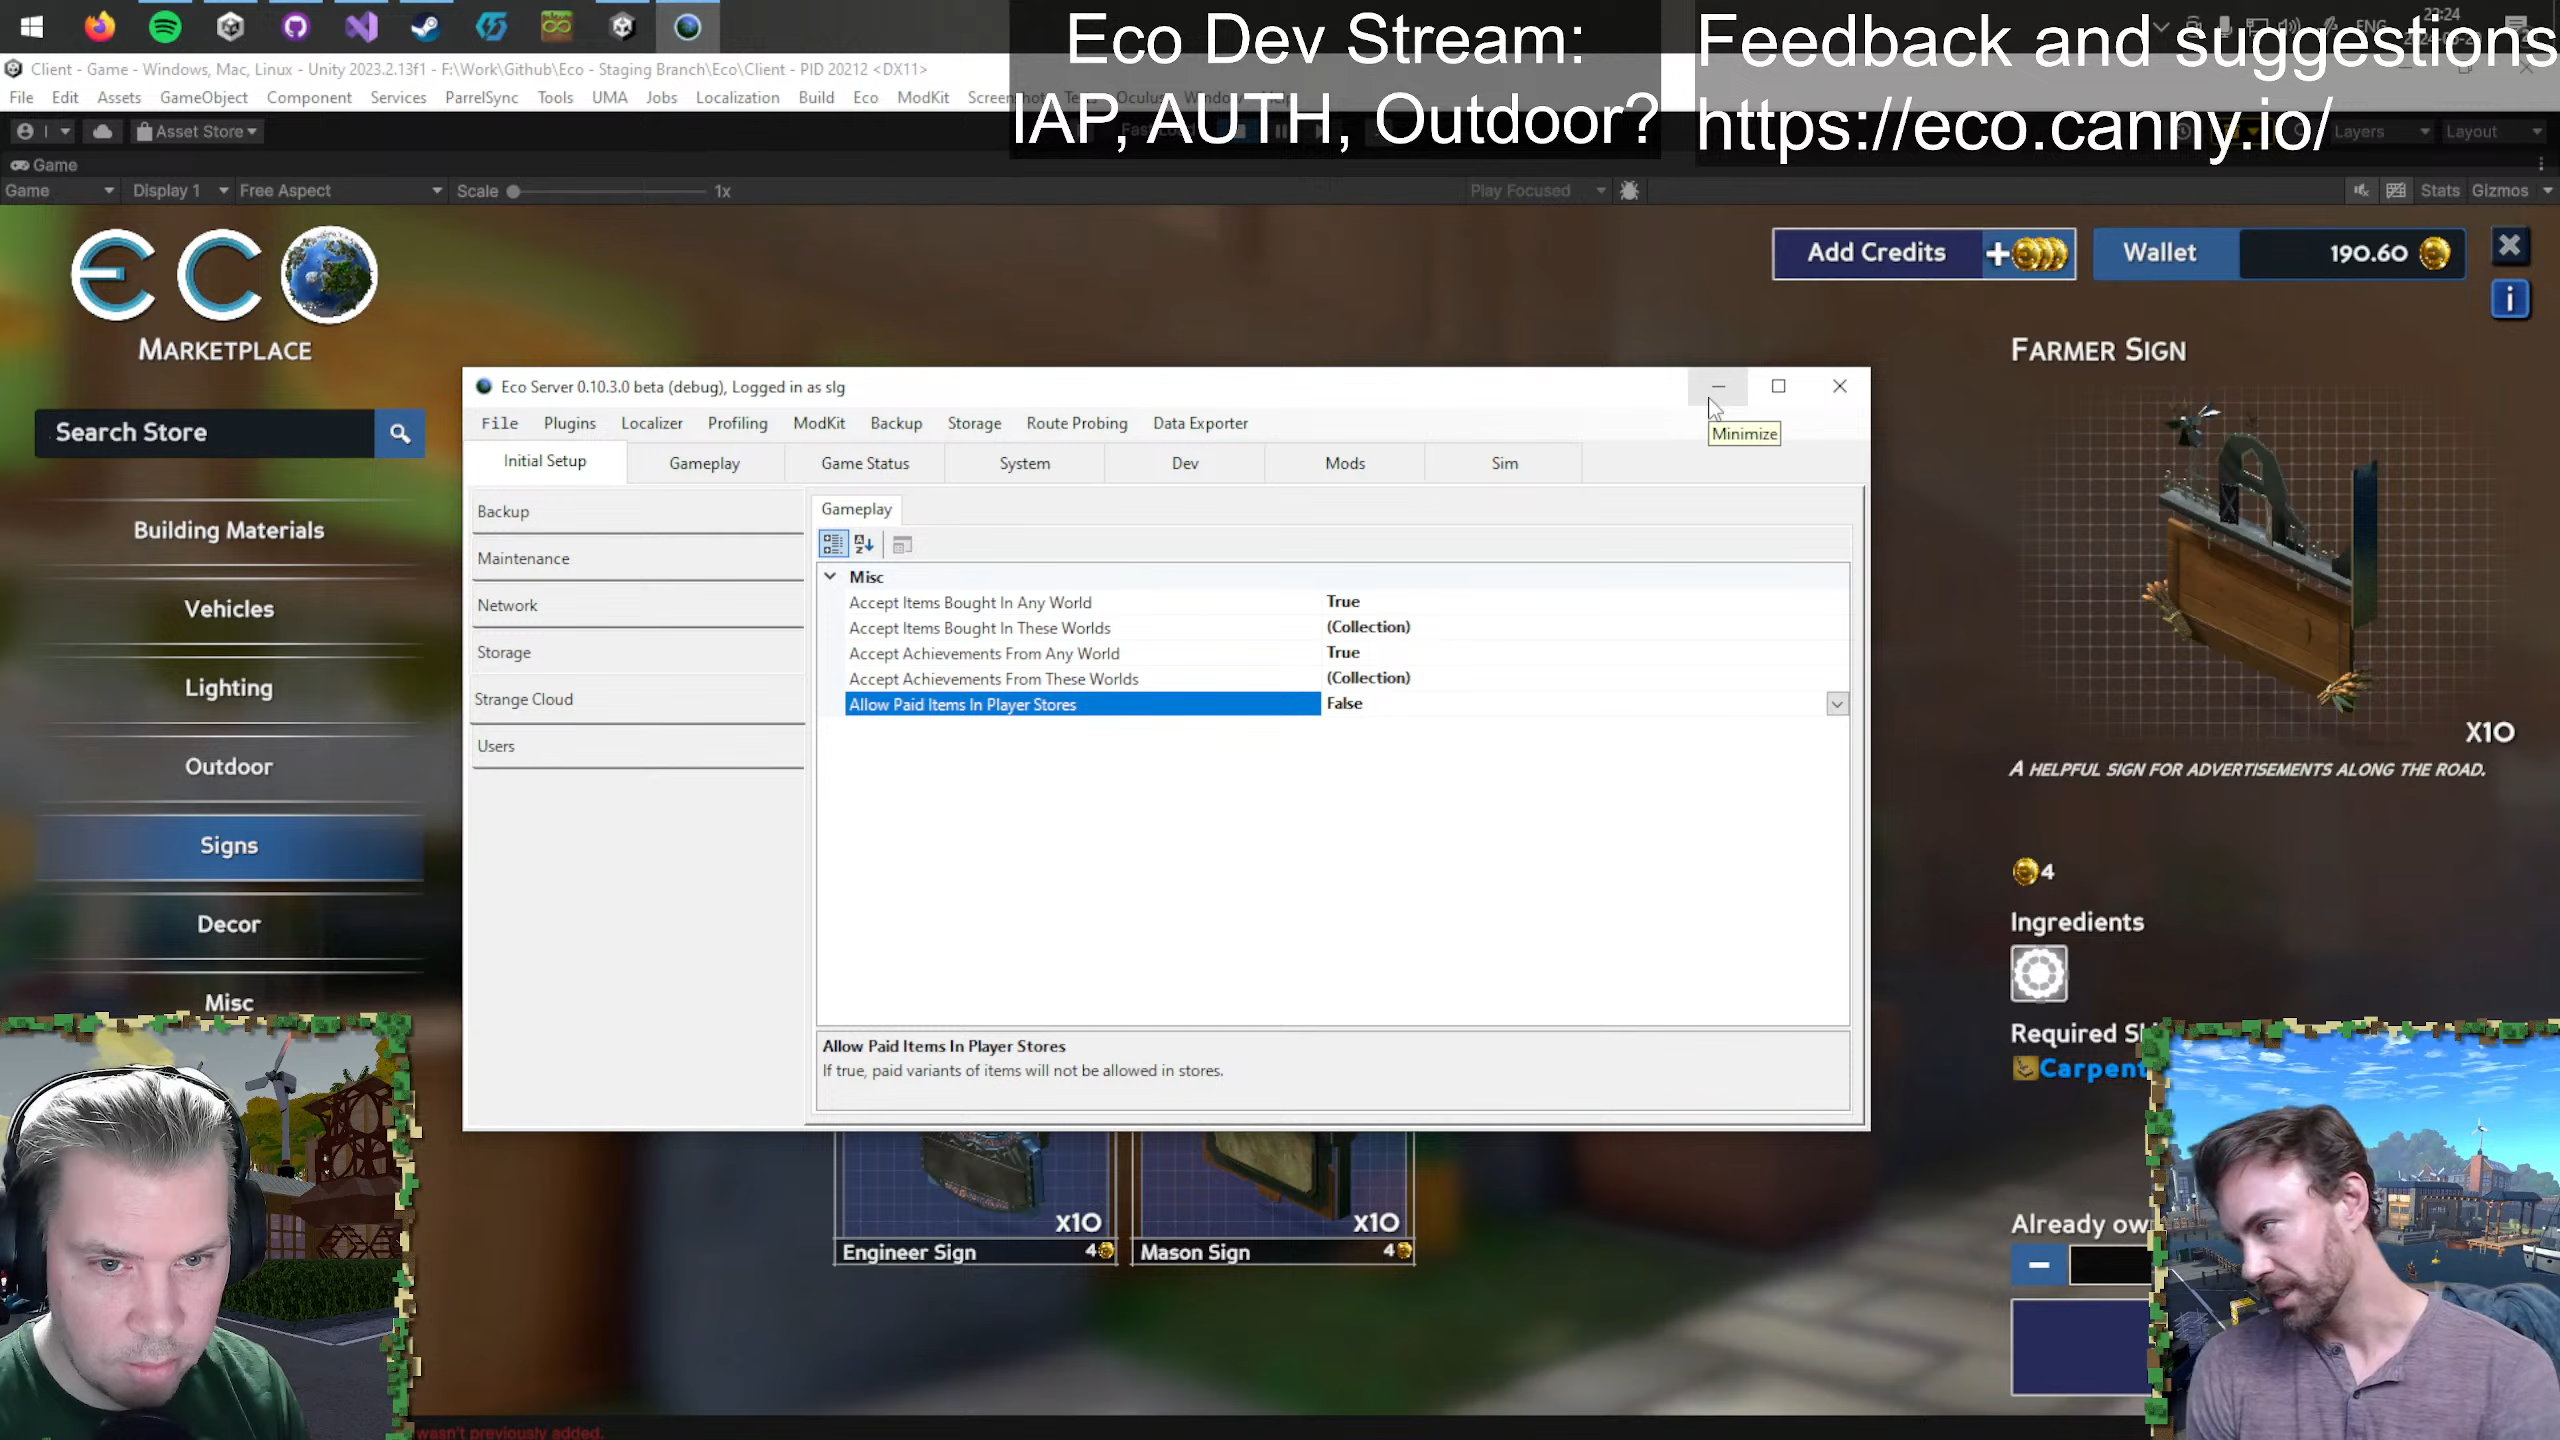 Eco Dev Stream:
IAP, AUTH, Outdoor?
Feedback and suggestions
https://eco.canny.io/
22:24
ENG
Client - Game - Windows, Mac, Linux - Unity 2023.2.13f1 - F:\Work\Github\Eco - Staging Branch\Eco\Client - PID 20212 <DX11>
File Edit Assets GameObject Component Services ParrelSync Tools UMA Jobs Localization Build Eco ModKit
Asset Store
Layers
Layout
Game
Game Display 1 Free Aspect Scale 1x
Play Focused
Stats Gizmos
ECO
MARKETPLACE
Search Store
Building Materials
Vehicles
Lighting
Outdoor
Signs
Decor
Misc
Add Credits
Wallet 190.60
Eco Server 0.10.3.0 beta (debug), Logged in as slg
Minimize
File Plugins Localizer Profiling ModKit Backup Storage Route Probing Data Exporter
Initial Setup Gameplay Game Status System Dev Mods Sim
Backup
Maintenance
Network
Storage
Strange Cloud
Users
Gameplay
Misc
Accept Items Bought In Any World True
Accept Items Bought In These Worlds (Collection)
Accept Achievements From Any World True
Accept Achievements From These Worlds (Collection)
Allow Paid Items In Player Stores False
Allow Paid Items In Player Stores
If true, paid variants of items will not be allowed in stores.
X10
Engineer Sign 4
X10
Mason Sign 4
FARMER SIGN
X10
A HELPFUL SIGN FOR ADVERTISEMENTS ALONG THE ROAD.
4
Ingredients
Required
Already
wasn't previously added.